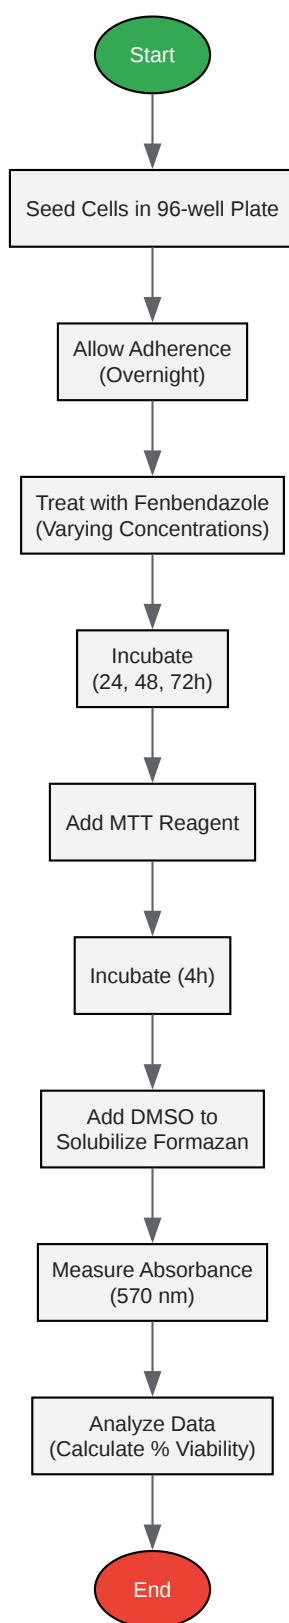 Start
Seed Cells in 96-well Plate
Allow Adherence
(Overnight)
Treat with Fenbendazole
(Varying Concentrations)
Incubate
(24, 48, 72h)
Add MTT Reagent
Incubate (4h)
Add DMSO to
Solubilize Formazan
Measure Absorbance
(570 nm)
Analyze Data
(Calculate % Viability)
End